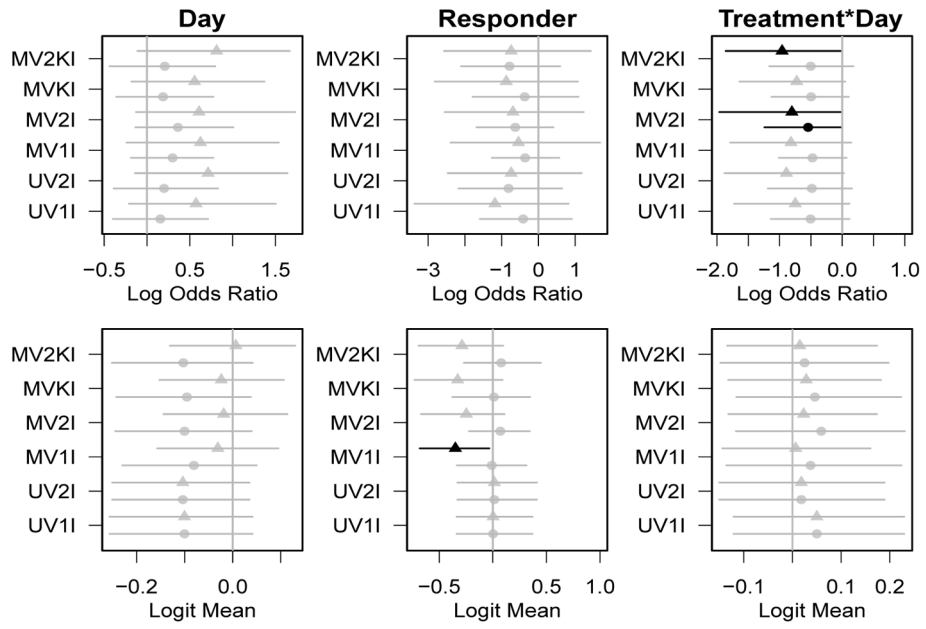 Day Responder Treatment*Day
MV2KI MV2KI MV2KI
MVKI MVKI MVKI
MV2I MV2I MV2I
MV1I MV1I MV1I
UV2I UV2I UV2I
UV1I UV1I UV1I
−0.5 0.5 1.5 −3 −1 0 1 −2.0 −1.0 0.0 1.0
Log Odds Ratio Log Odds Ratio Log Odds Ratio
MV2KI MV2KI MV2KI
MVKI MVKI MVKI
MV2I MV2I MV2I
MV1I MV1I MV1I
UV2I UV2I UV2I
UV1I UV1I UV1I
−0.2 0.0 −0.5 0.5 1.0 −0.1 0.1 0.2
Logit Mean Logit Mean Logit Mean